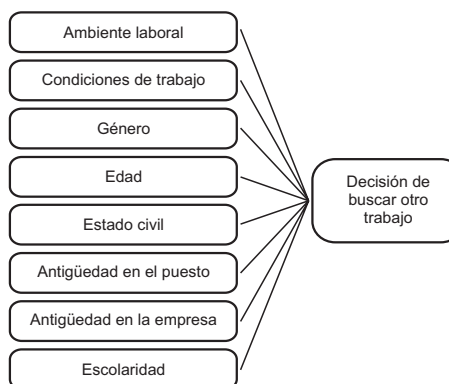 Ambiente laboral
Condiciones de trabajo
Género
Edad
Estado civil
Antigüedad en el puesto
Antigüedad en la empresa
Escolaridad
Decisión de
buscar otro
trabajo